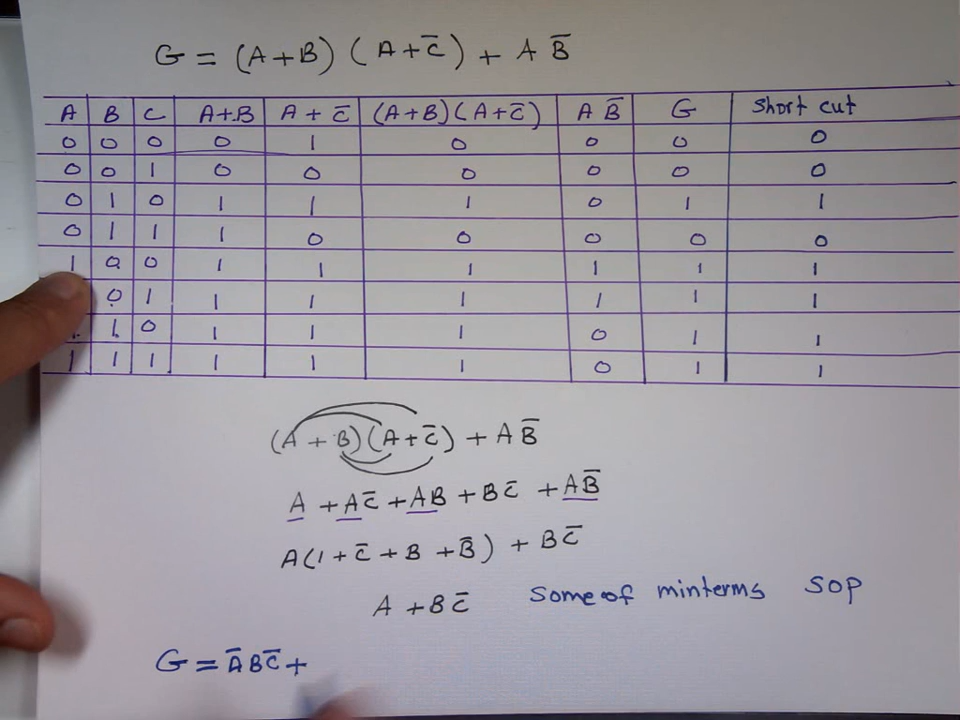 G = (A+B) (A+C̅) + A B̅
A B C A+B A + C̅ (A+B)(A+C̅) A B̅ G Short cut
0 0 0 0 1 0 0 0 0
0 0 1 0 0 0 0 0 0
0 1 0 1 1 1 0 1 1
0 1 1 1 0 0 0 0 0
1 0 0 1 1 1 1 1 1
0 1 1 1 1 1 1 1
1 0 1 1 1 0 1 1
1 1 1 1 1 1 0 1 1
(A + B)(A + C̅) + A B̅
A + AC̅ + AB + BC̅ + AB̅
A(1 + C̅ + B + B̅) + BC̅
A + BC̅ Some of minterms SOP
G = A̅ B C̅ +